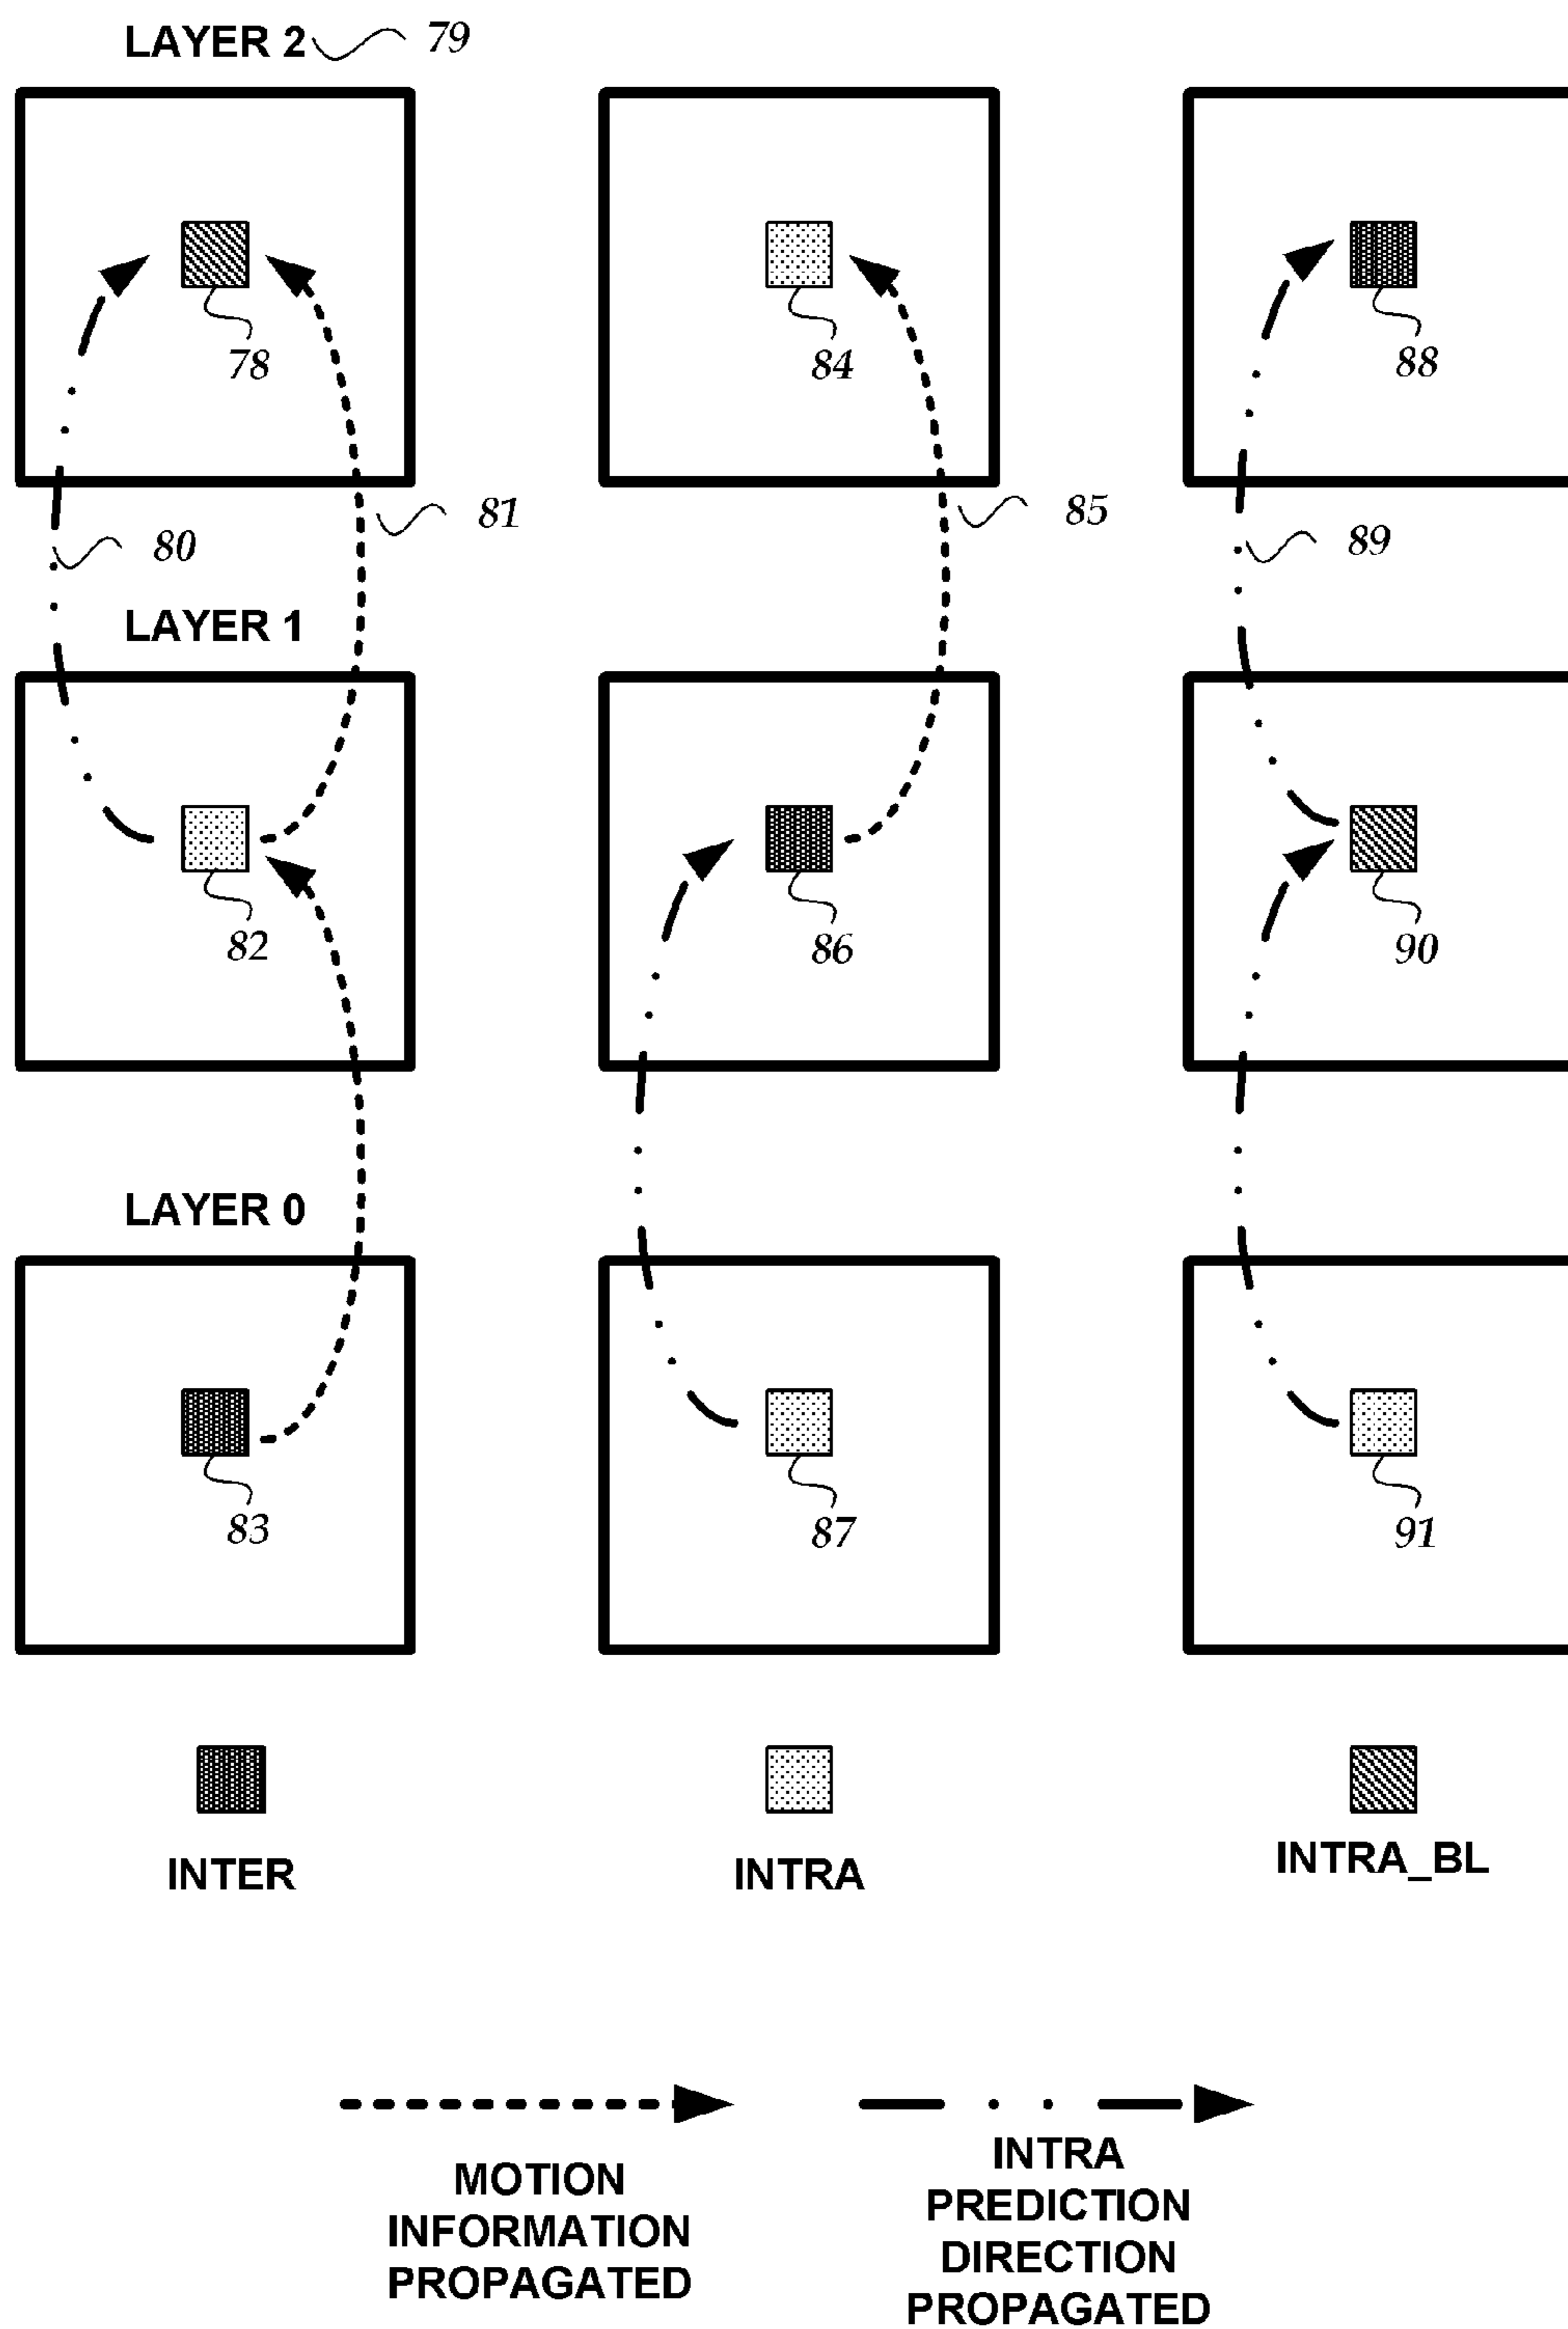 LAYER 2 79
78 84 88
81 85
80 89
LAYER 1
82 86 90
LAYER 0
83 87 91
INTER INTRA INTRA_BL
MOTION
INFORMATION
PROPAGATED
INTRA
PREDICTION
DIRECTION
PROPAGATED